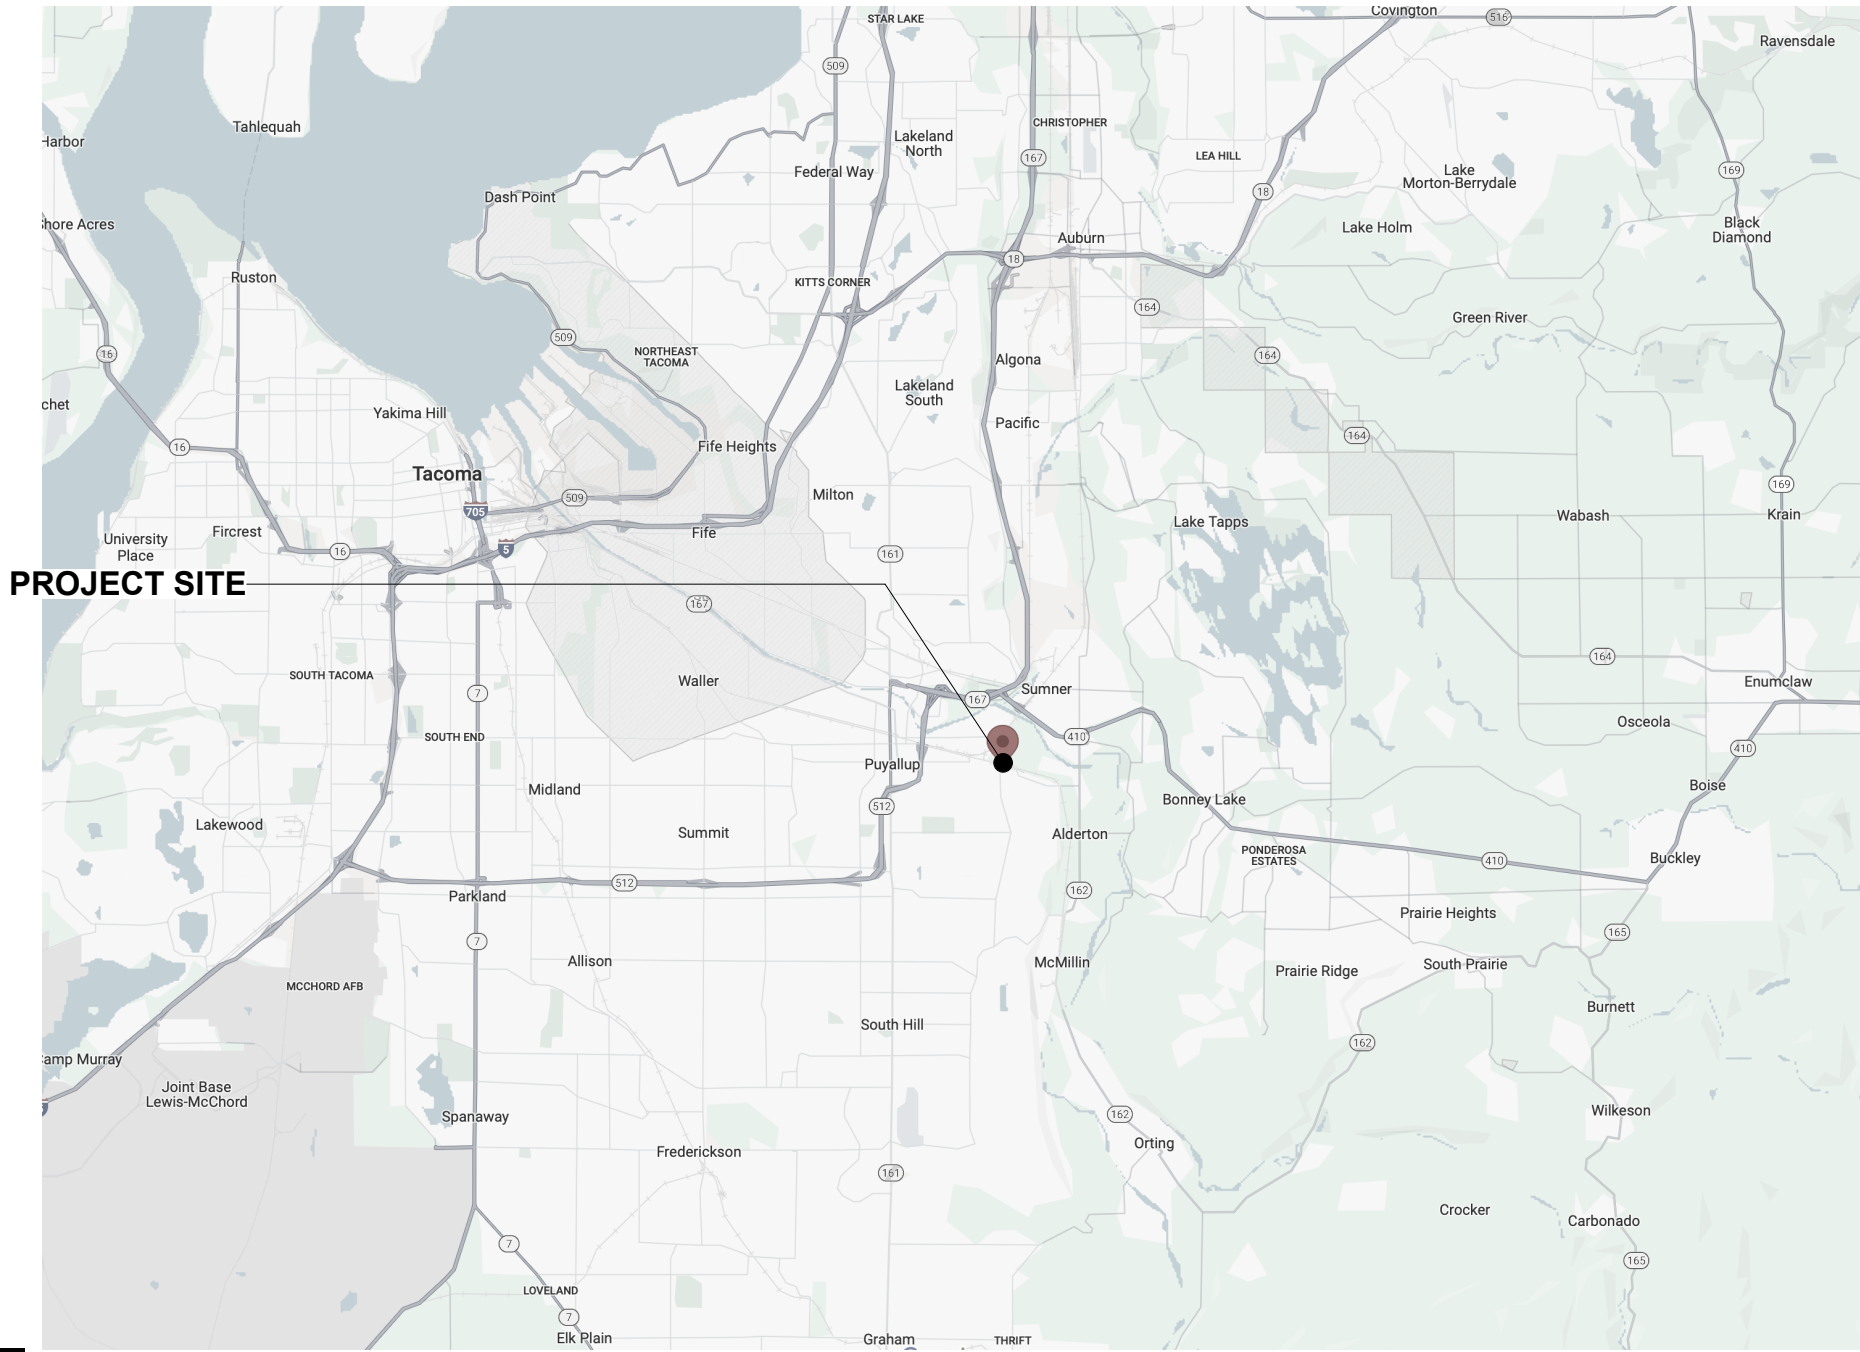 STAR LAKE
Covington
516
Ravensdale
509
Tahlequah
CHRISTOPHER
Harbor
Lakeland
North
167
LEA HILL
Federal Way
Lake
Morton-Berrydale
169
18
Dash Point
hore Acres
Lake Holm
Black
Diamond
Auburn
18
Ruston
KITTS CORNER
164
Green River
509
16
NORTHEAST
TACOMA
164
Algona
Lakeland
South
chet
Yakima Hill
Pacific
164
16
Fife Heights
Tacoma
169
509
Milton
705
Krain
Wabash
Lake Tapps
Fircrest
Fife
University
Place
16
5
161
PROJECT SITE
167
164
SOUTH TACOMA
Waller
Enumclaw
7
Sumner
167
Osceola
SOUTH END
410
410
Puyallup
Boise
Midland
Bonney Lake
512
Lakewood
Summit
Alderton
PONDEROSA
ESTATES
410
Buckley
512
Parkland
162
Prairie Heights
165
7
Allison
McMillin
South Prairie
Prairie Ridge
MCCHORD AFB
Burnett
South Hill
162
amp Murray
Joint Base
Lewis-McChord
Wilkeson
162
Spanaway
Orting
Frederickson
161
Crocker
Carbonado
7
165
LOVELAND
7
Elk Plain
Graham
THRIFT